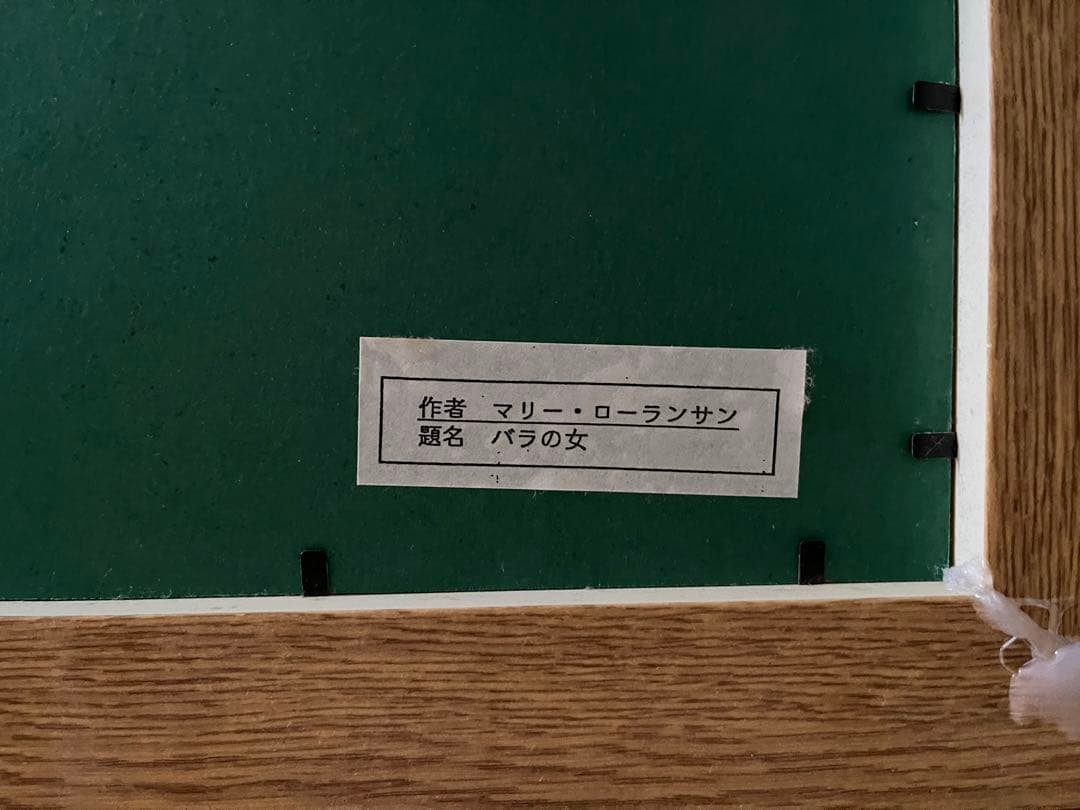 作者　マリー・ローランサン
題名　バラの女